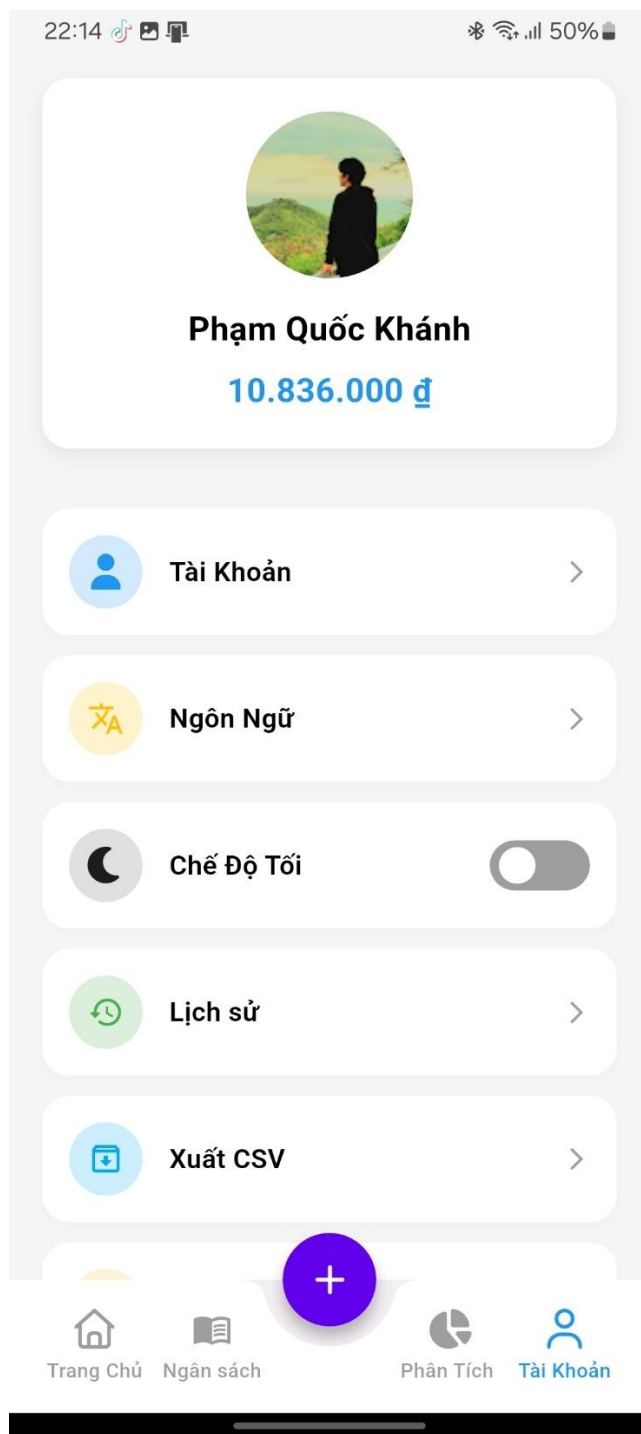 22:14 50%
Phạm Quốc Khánh
10.836.000 ₫
Tài Khoản
Ngôn Ngữ
Chế Độ Tối
Lịch sử
Xuất CSV
Trang Chủ Ngân sách Phân Tích Tài Khoản